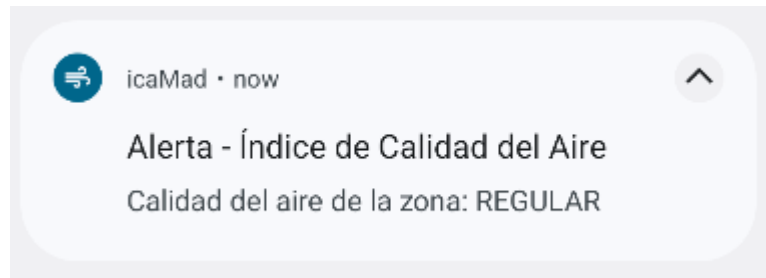 icaMad • now
Alerta - Índice de Calidad del Aire
Calidad del aire de la zona: REGULAR